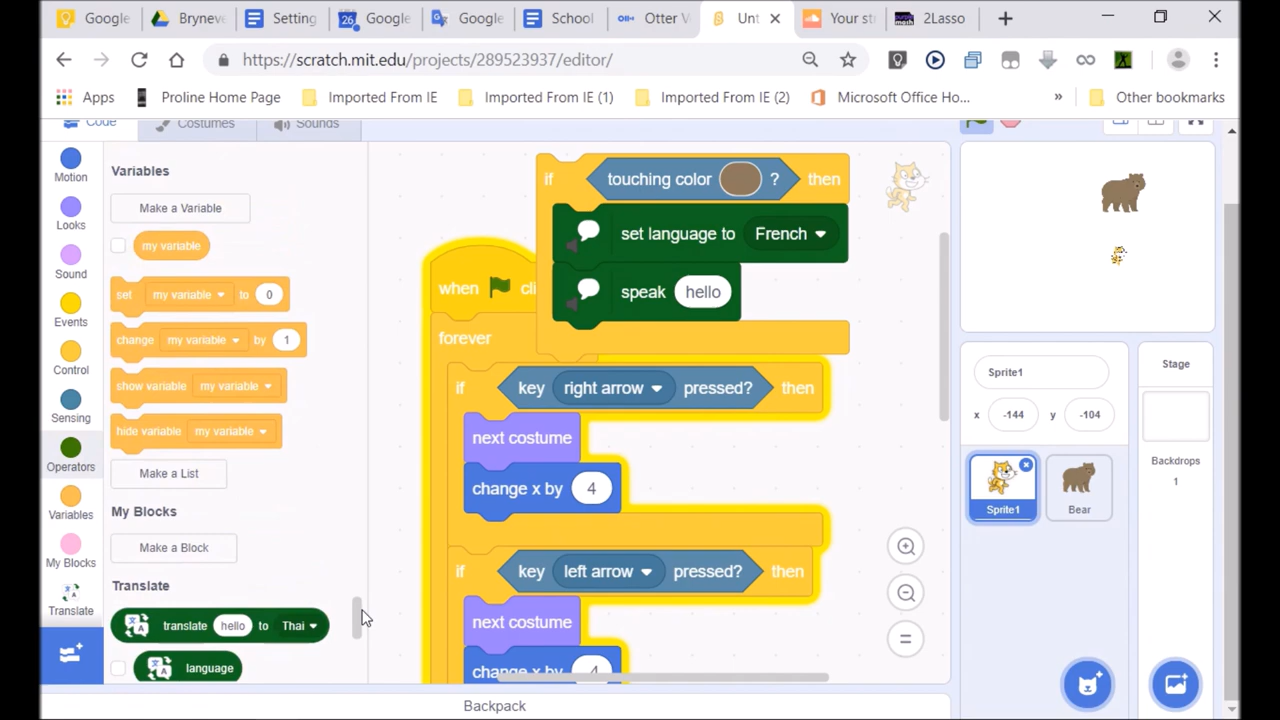 Google
Bryneve
Setting
26
Google
Google
School
Otter V
Unt
Your st
2Lasso
https://scratch.mit.edu/projects/289523937/editor/
Apps
Proline Home Page
Imported From IE
Imported From IE (1)
Imported From IE (2)
Microsoft Office Ho...
»
Other bookmarks
Code
Costumes
Sounds
Motion
Looks
Sound
Events
Control
Sensing
Operators
Variables
My Blocks
Translate
Variables
Make a Variable
my variable
set my variable to 0
change my variable by 1
show variable my variable
hide variable my variable
Make a List
My Blocks
Make a Block
Translate
translate hello to Thai
language
if touching color ? then
set language to French
speak hello
when cli
forever
if key right arrow pressed? then
next costume
change x by 4
if key left arrow pressed? then
next costume
change x by 4
Backpack
Sprite1
x -144 y -104
Sprite1
Bear
Stage
Backdrops
1